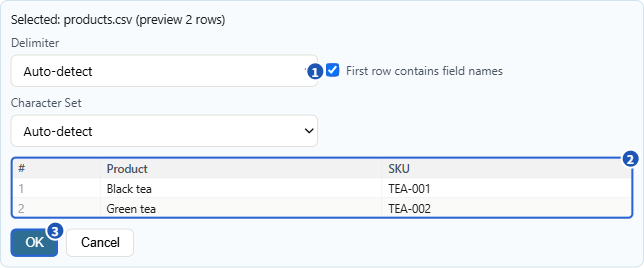 Selected: products.csv (preview 2 rows)
Delimiter
Auto-detect 1 First row contains field names
Character Set
Auto-detect
2
# Product SKU
1 Black tea TEA-001
2 Green tea TEA-002
OK 3 Cancel